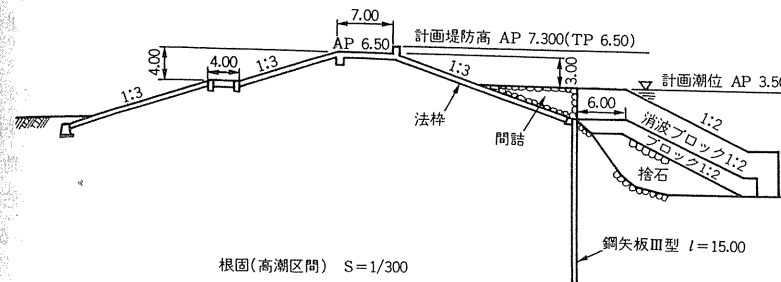 7.00
計画堤防高 AP 7.300(TP 6.50)
AP 6.50
4.00
4.00
1:3
1:3
1:3
3.00
計画潮位 AP 3.50
6.00
1:2
法枠
間詰
消波ブロック1:2
ブロック1:2
捨石
鋼矢板III型 l=15.00
根固(高潮区間) S=1/300